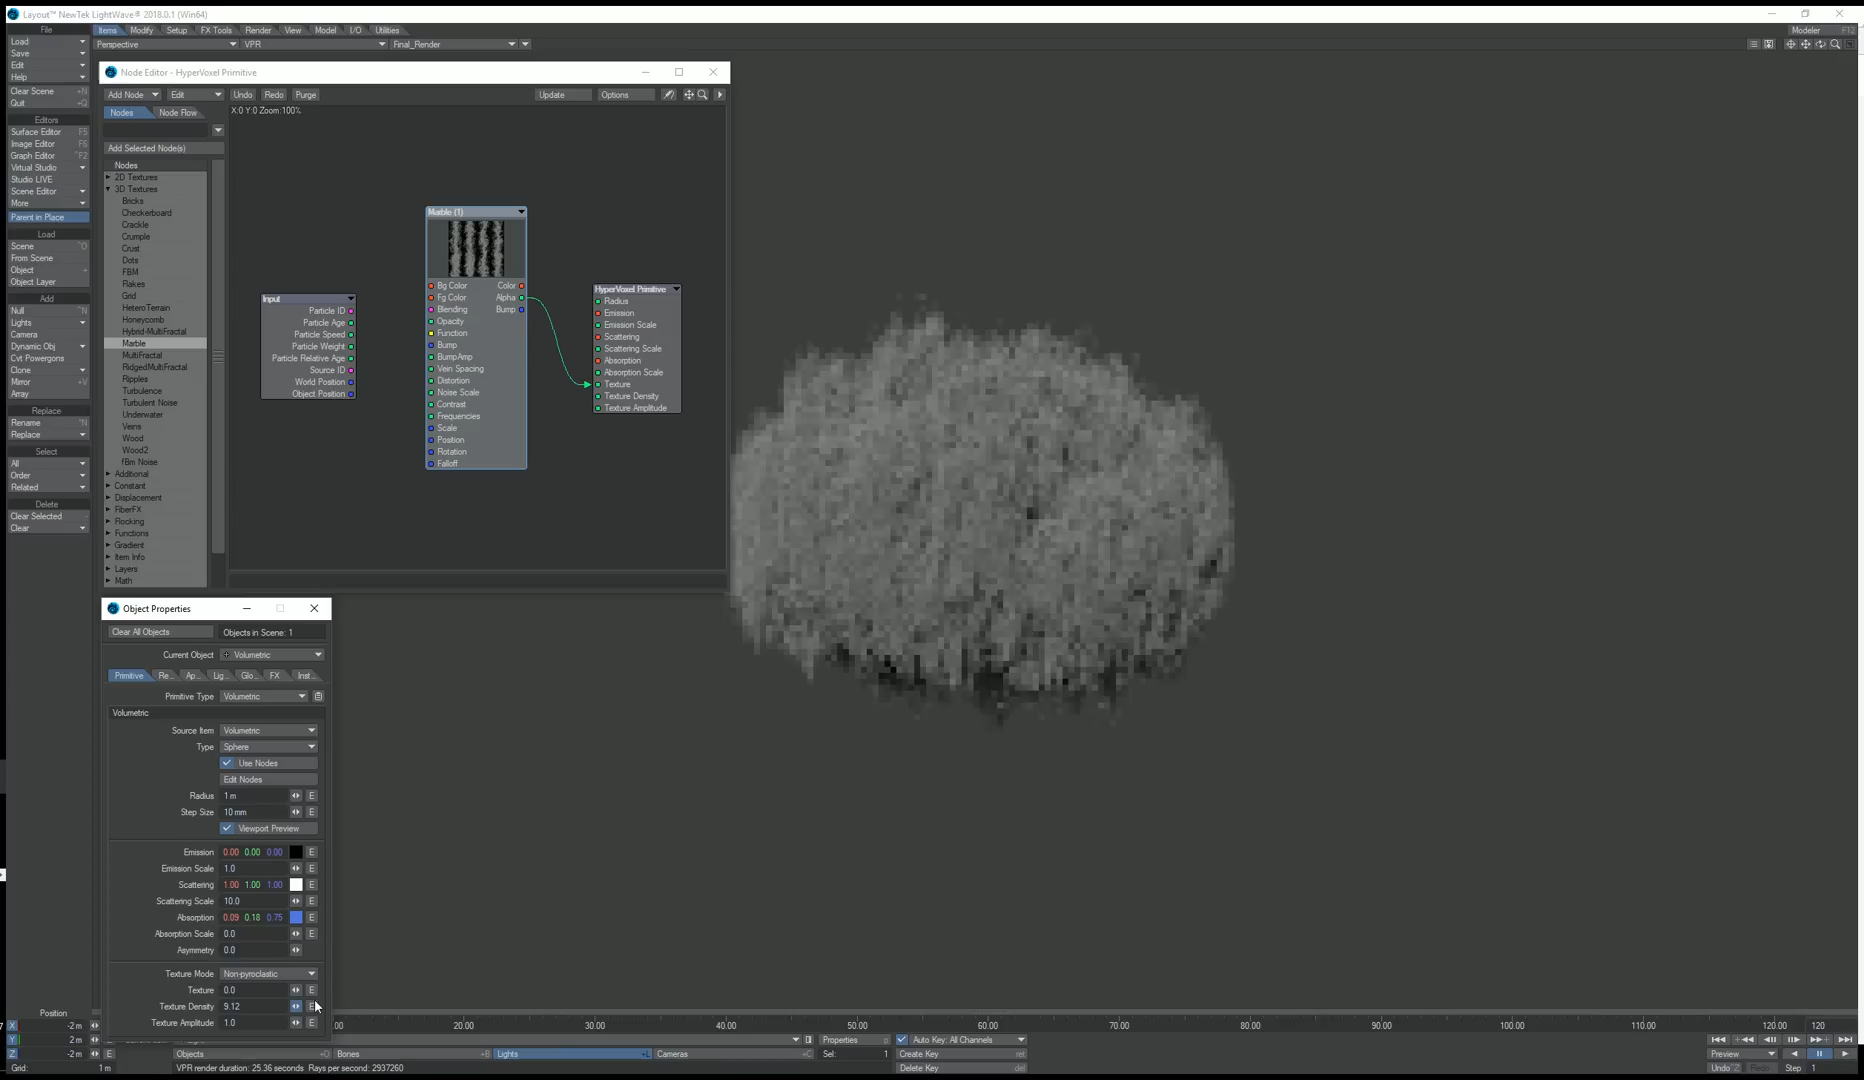 Layout™ NewTek LightWave® 2018.0.1 (Win64)
File
Items Modify Setup FX Tools Render View Model I/O Utilities
Modeler F12
Load
Perspective VPR Final_Render
Save
Edit
Help
Clear Scene +N
Quit +Q
Editors
Surface Editor F5
Image Editor F6
Graph Editor ^F2
Virtual Studio
Studio LIVE
Scene Editor
More
Parent in Place
Load
Scene ^O
From Scene
Object +
Object Layer
Add
Null ^N
Lights
Camera
Dynamic Obj
Cvt Powergons
Clone
Mirror +V
Array
Replace
Rename ^N
Replace
Select
All
Order
Related
Delete
Clear Selected -
Clear
Node Editor - HyperVoxel Primitive
Add Node Edit Undo Redo Purge Update Options
Nodes Node Flow
X:0 Y:0 Zoom:100%
Add Selected Node(s)
Nodes
2D Textures
3D Textures
Bricks
Checkerboard
Crackle
Crumple
Crust
Dots
FBM
Flakes
Grid
HeteroTerrain
Honeycomb
Hybrid-MultiFractal
Marble
MultiFractal
RidgedMultiFractal
Ripples
Turbulence
Turbulent Noise
Underwater
Veins
Wood
Wood2
fBm Noise
Additional
Constant
Displacement
FiberFX
Flocking
Functions
Gradient
Item Info
Layers
Math
Input
Particle ID
Particle Age
Particle Speed
Particle Weight
Particle Relative Age
Source ID
World Position
Object Position
Marble (1)
Bg Color Color
Fg Color Alpha
Blending Bump
Opacity
Function
Bump
BumpAmp
Vein Spacing
Distortion
Noise Scale
Contrast
Frequencies
Scale
Position
Rotation
Falloff
HyperVoxel Primitive
Radius
Emission
Emission Scale
Scattering
Scattering Scale
Absorption
Absorption Scale
Texture
Texture Density
Texture Amplitude
Object Properties
Clear All Objects Objects in Scene: 1
Current Object Volumetric
Primitive Re... Ap... Lig... Glo... FX Inst...
Primitive Type Volumetric
Volumetric
Source Item Volumetric
Type Sphere
Use Nodes
Edit Nodes
Radius 1 m E
Step Size 10 mm E
Viewport Preview
Emission 0.00 0.00 0.00 E
Emission Scale 1.0 E
Scattering 1.00 1.00 1.00 E
Scattering Scale 10.0 E
Absorption 0.09 0.18 0.75 E
Absorption Scale 0.0 E
Asymmetry 0.0
Texture Mode Non-pyroclastic
Texture 0.0 E
Texture Density 9.12 E
Texture Amplitude 1.0 E
Position
X -2 m
Y 2 m
Z -2 m E
Grid: 1 m
20.00 30.00 40.00 50.00 60.00 70.00 80.00 90.00 100.00 110.00 120.00 120
Properties p Auto Key: All Channels
Objects +O Bones +B Lights +L Cameras +C Sel: 1 Create Key ret
Preview
VPR render duration: 25.36 seconds Rays per second: 2937260
Delete Key del
Undo ^Z Redo Step 1